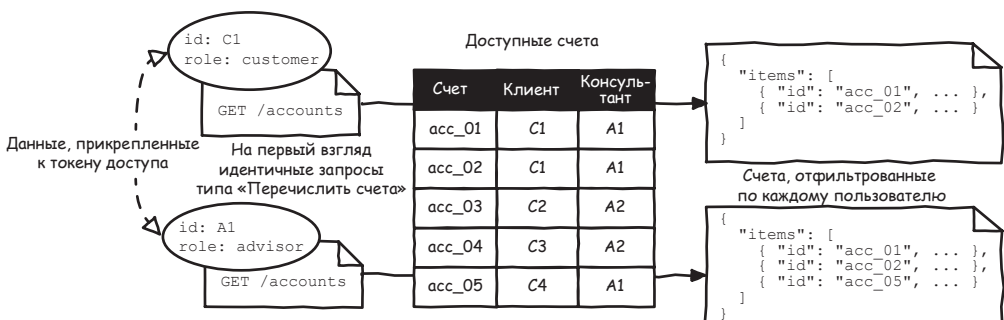 id: C1
role: customer
GET /accounts
Данные, прикрепленные
к токену доступа
На первый взгляд
идентичные запросы
типа «Перечислить счета»
id: A1
role: advisor
GET /accounts
Доступные счета
Счет Клиент Консуль-
тант
acc_01 C1 A1
acc_02 C1 A1
acc_03 C2 A2
acc_04 C3 A2
acc_05 C4 A1
{
"items": [
{ "id": "acc_01", ... },
{ "id": "acc_02", ... }
]
}
Счета, отфильтрованные
по каждому пользователю
{
"items": [
{ "id": "acc_01", ... },
{ "id": "acc_02", ... },
{ "id": "acc_05", ... }
]
}